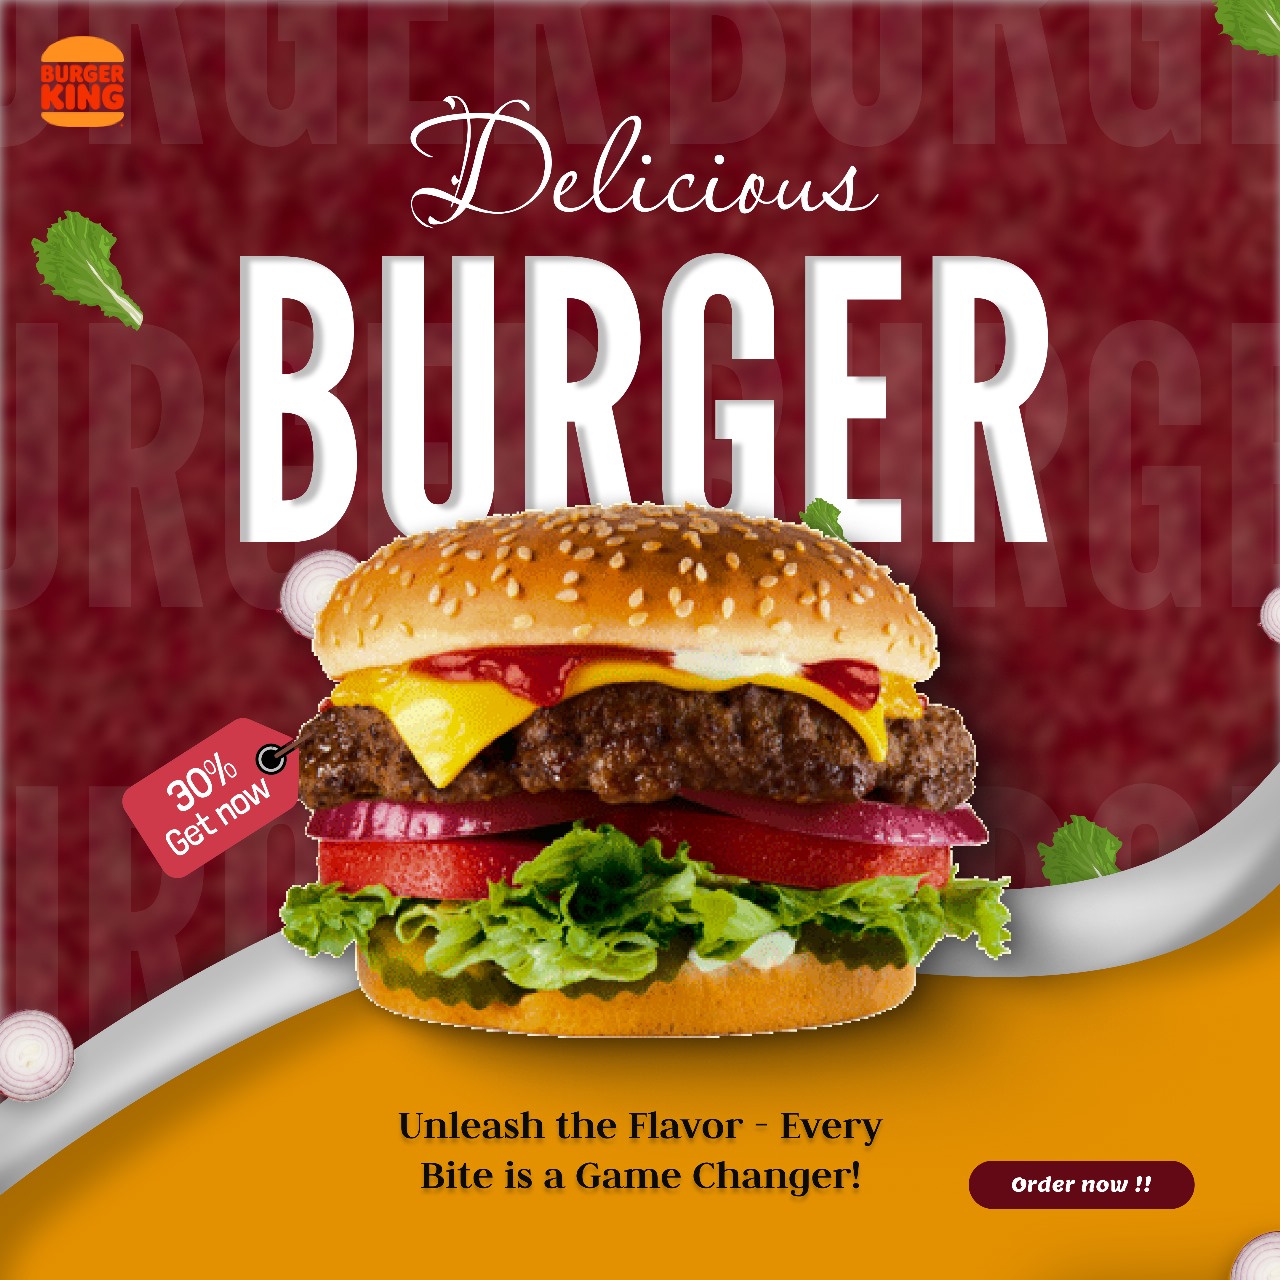 BURGER
KING
Delicious
BURGER
30%
Get now
Unleash the Flavor - Every
Bite is a Game Changer!
Order now !!